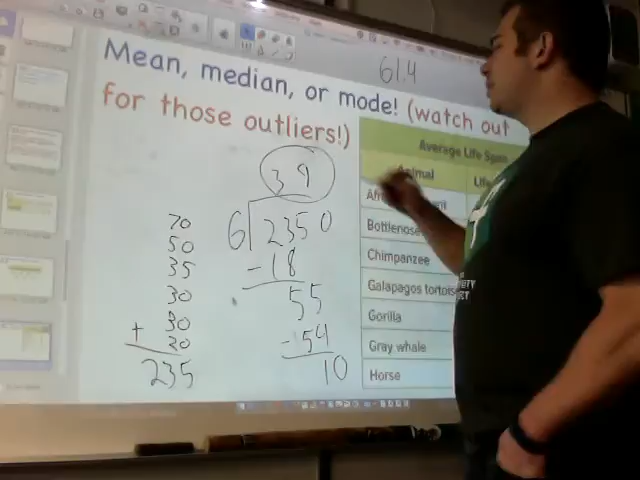 61.4
Mean, median, or mode! (watch out
for those outliers!)
Average Life Span
Animal
Bottlenose
Chimpanzee
Galapagos tortoise
Gorilla
Gray whale
Horse
39
6 2350
-18
55
-54
10
70
50
35
30
30
+ 20
235